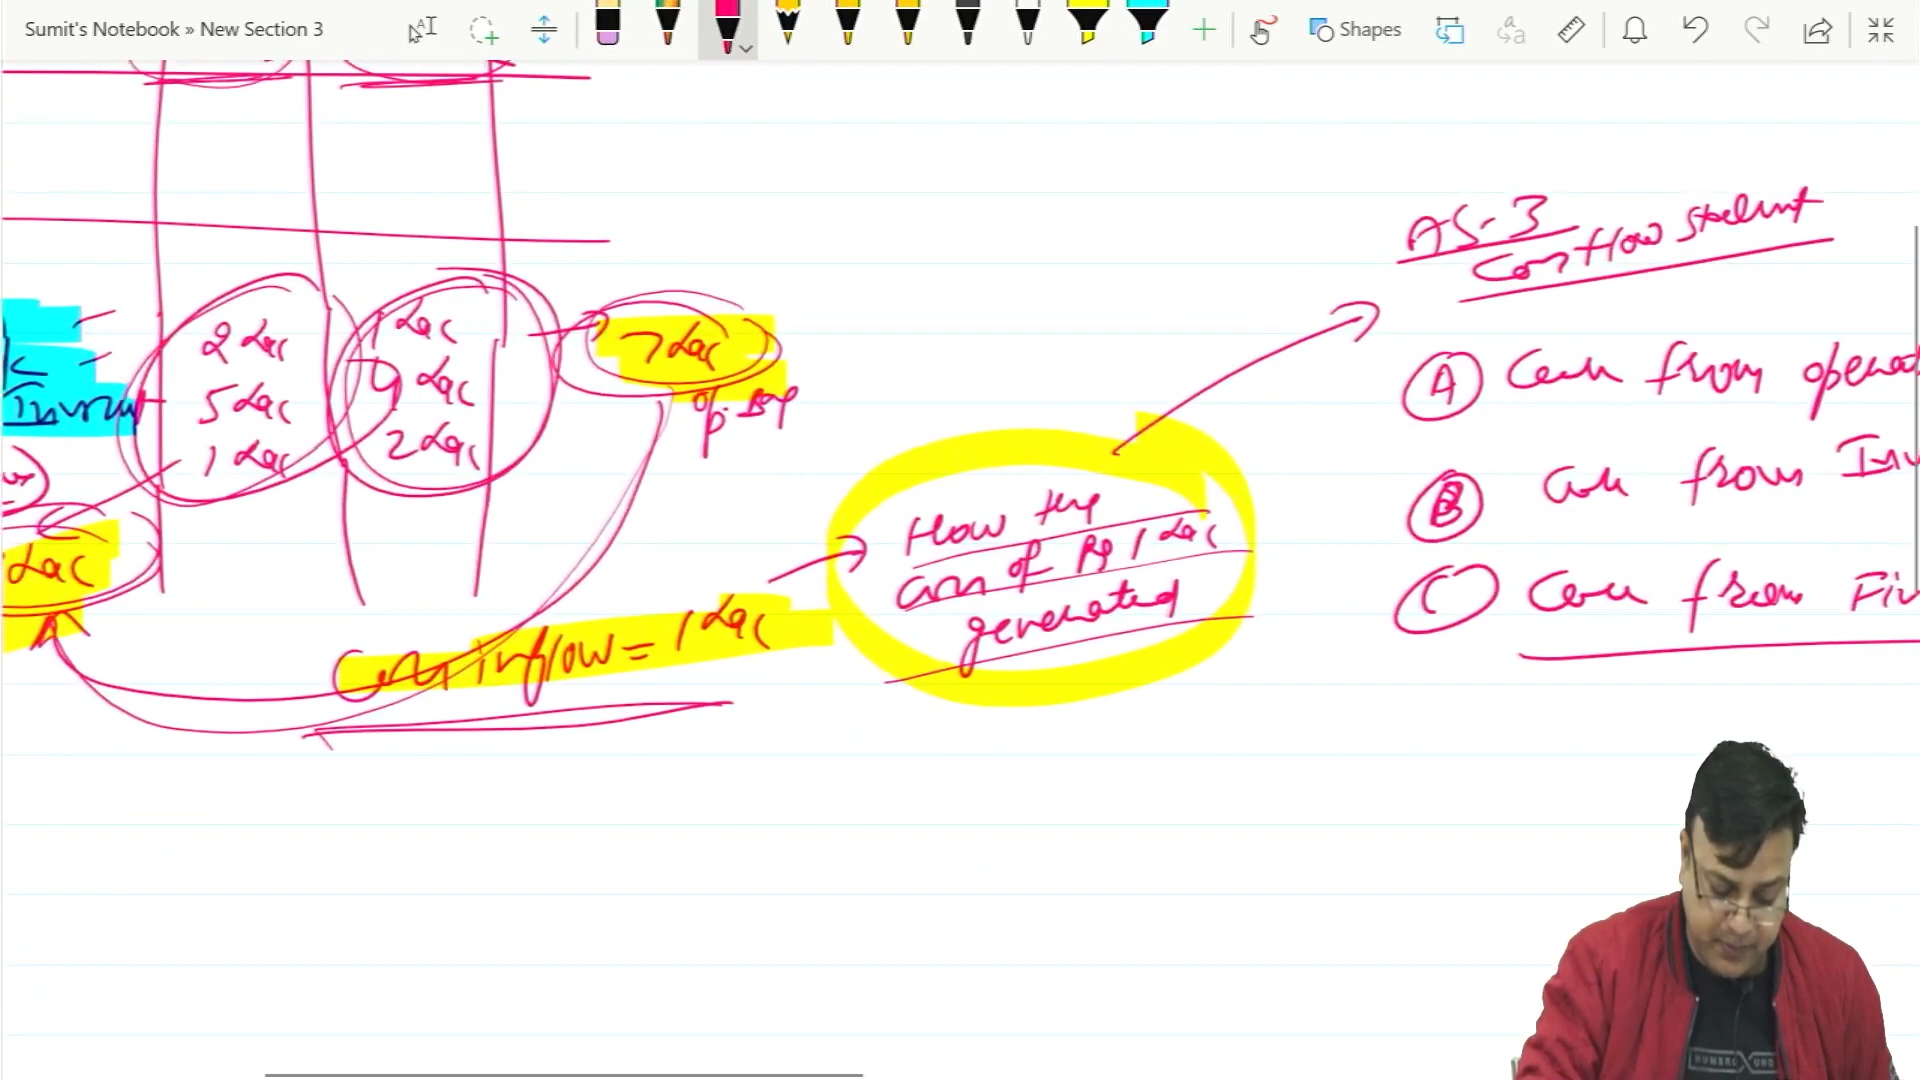 Sumit's Notebook » New Section 3
Shapes
AS-3
Cash flow Statement
2 Lac
5 Lac
1 Lac
1 Lac
4 Lac
2 Lac
7 Lac
op. Bal
Lac
Cash inflow = 1 Lac
How the
Cash of Rs 1 Lac
generated
A Cash from operat
B Cash from Inv
C Cash from Fin